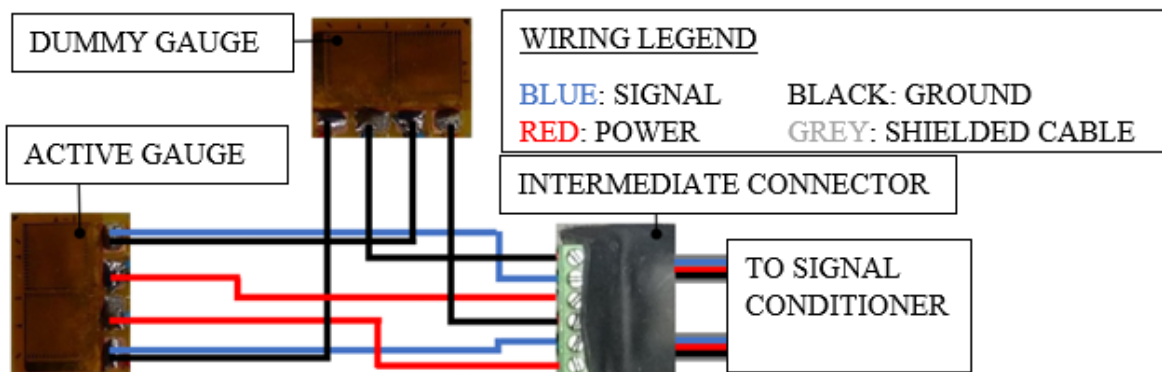 DUMMY GAUGE
WIRING LEGEND
BLUE: SIGNAL BLACK: GROUND
RED: POWER GREY: SHIELDED CABLE
ACTIVE GAUGE
INTERMEDIATE CONNECTOR
TO SIGNAL
CONDITIONER